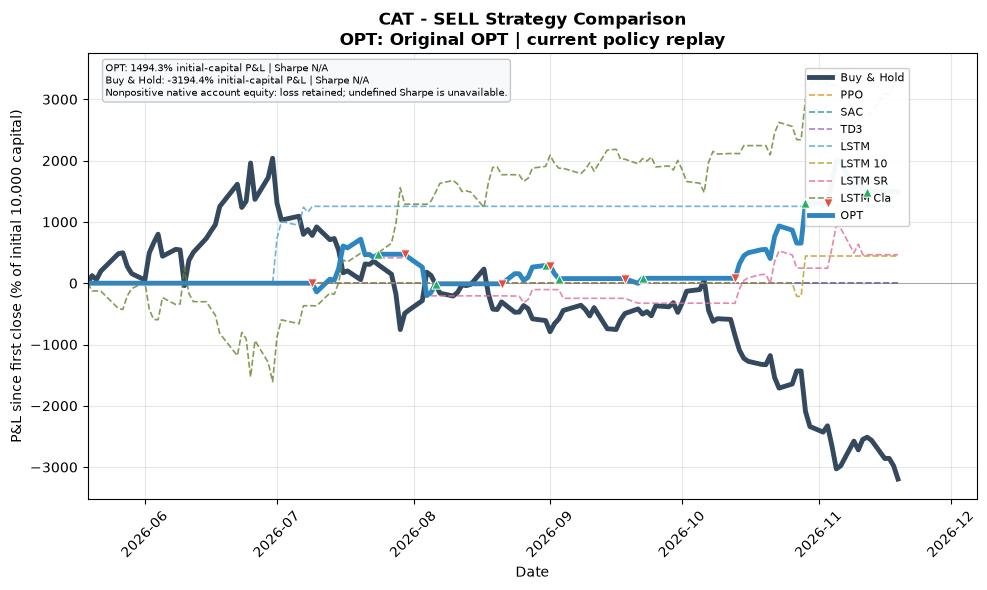 CAT - SELL Strategy Comparison
OPT: Original OPT | current policy replay
OPT: 1494.3% initial-capital P&L | Sharpe N/A
Buy & Hold: -3194.4% initial-capital P&L | Sharpe N/A
Nonpositive native account equity: loss retained; undefined Sharpe is unavailable.
Buy & Hold
PPO
SAC
TD3
LSTM
LSTM 10
LSTM SR
LSTM Cla
OPT
P&L since first close (% of initial 10,000 capital)
3000
2000
1000
0
−1000
−2000
−3000
2026-06
2026-07
2026-08
2026-09
2026-10
2026-11
2026-12
Date